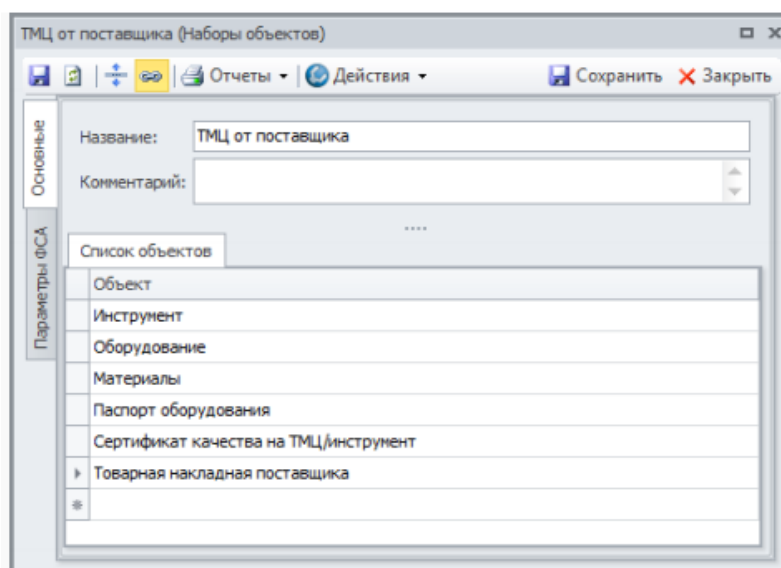 ТМЦ от поставщика (Наборы объектов)
Отчеты Действия Сохранить Закрыть
Основные
Параметры ФСА
Название: ТМЦ от поставщика
Комментарий:
Список объектов
Объект
Инструмент
Оборудование
Материалы
Паспорт оборудования
Сертификат качества на ТМЦ/инструмент
Товарная накладная поставщика